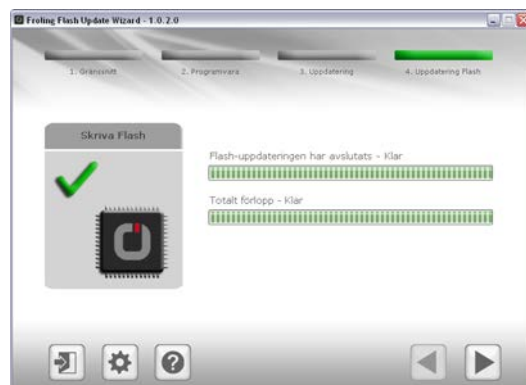 Froling Flash Update Wizard - 1.0.2.0
1. Gränssnitt
2. Programvara
3. Uppdatering
4. Uppdatering Flash
Skriva Flash
Flash-uppdateringen har avslutats - Klar
Totalt förlopp - Klar